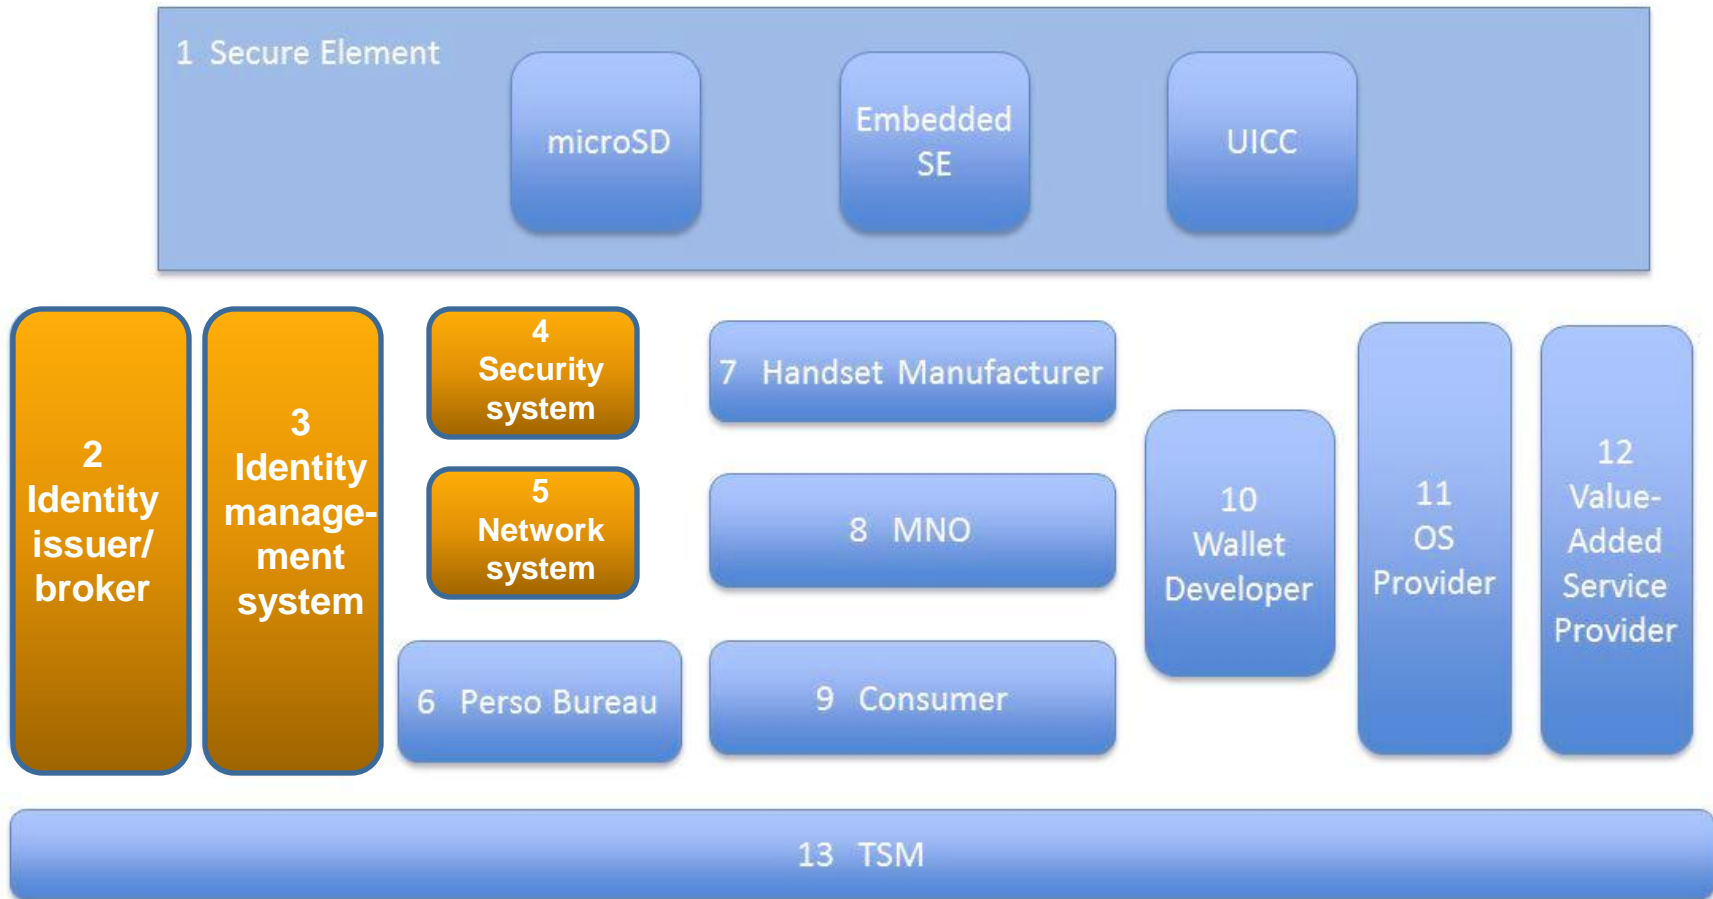 1 Secure Element
microSD
Embedded
SE
UICC
2
Identity
issuer/
broker
3
Identity
manage-
ment
system
4
Security
system
5
Network
system
6 Perso Bureau
7 Handset Manufacturer
8 MNO
9 Consumer
10
Wallet
Developer
11
OS
Provider
12
Value-
Added
Service
Provider
13 TSM